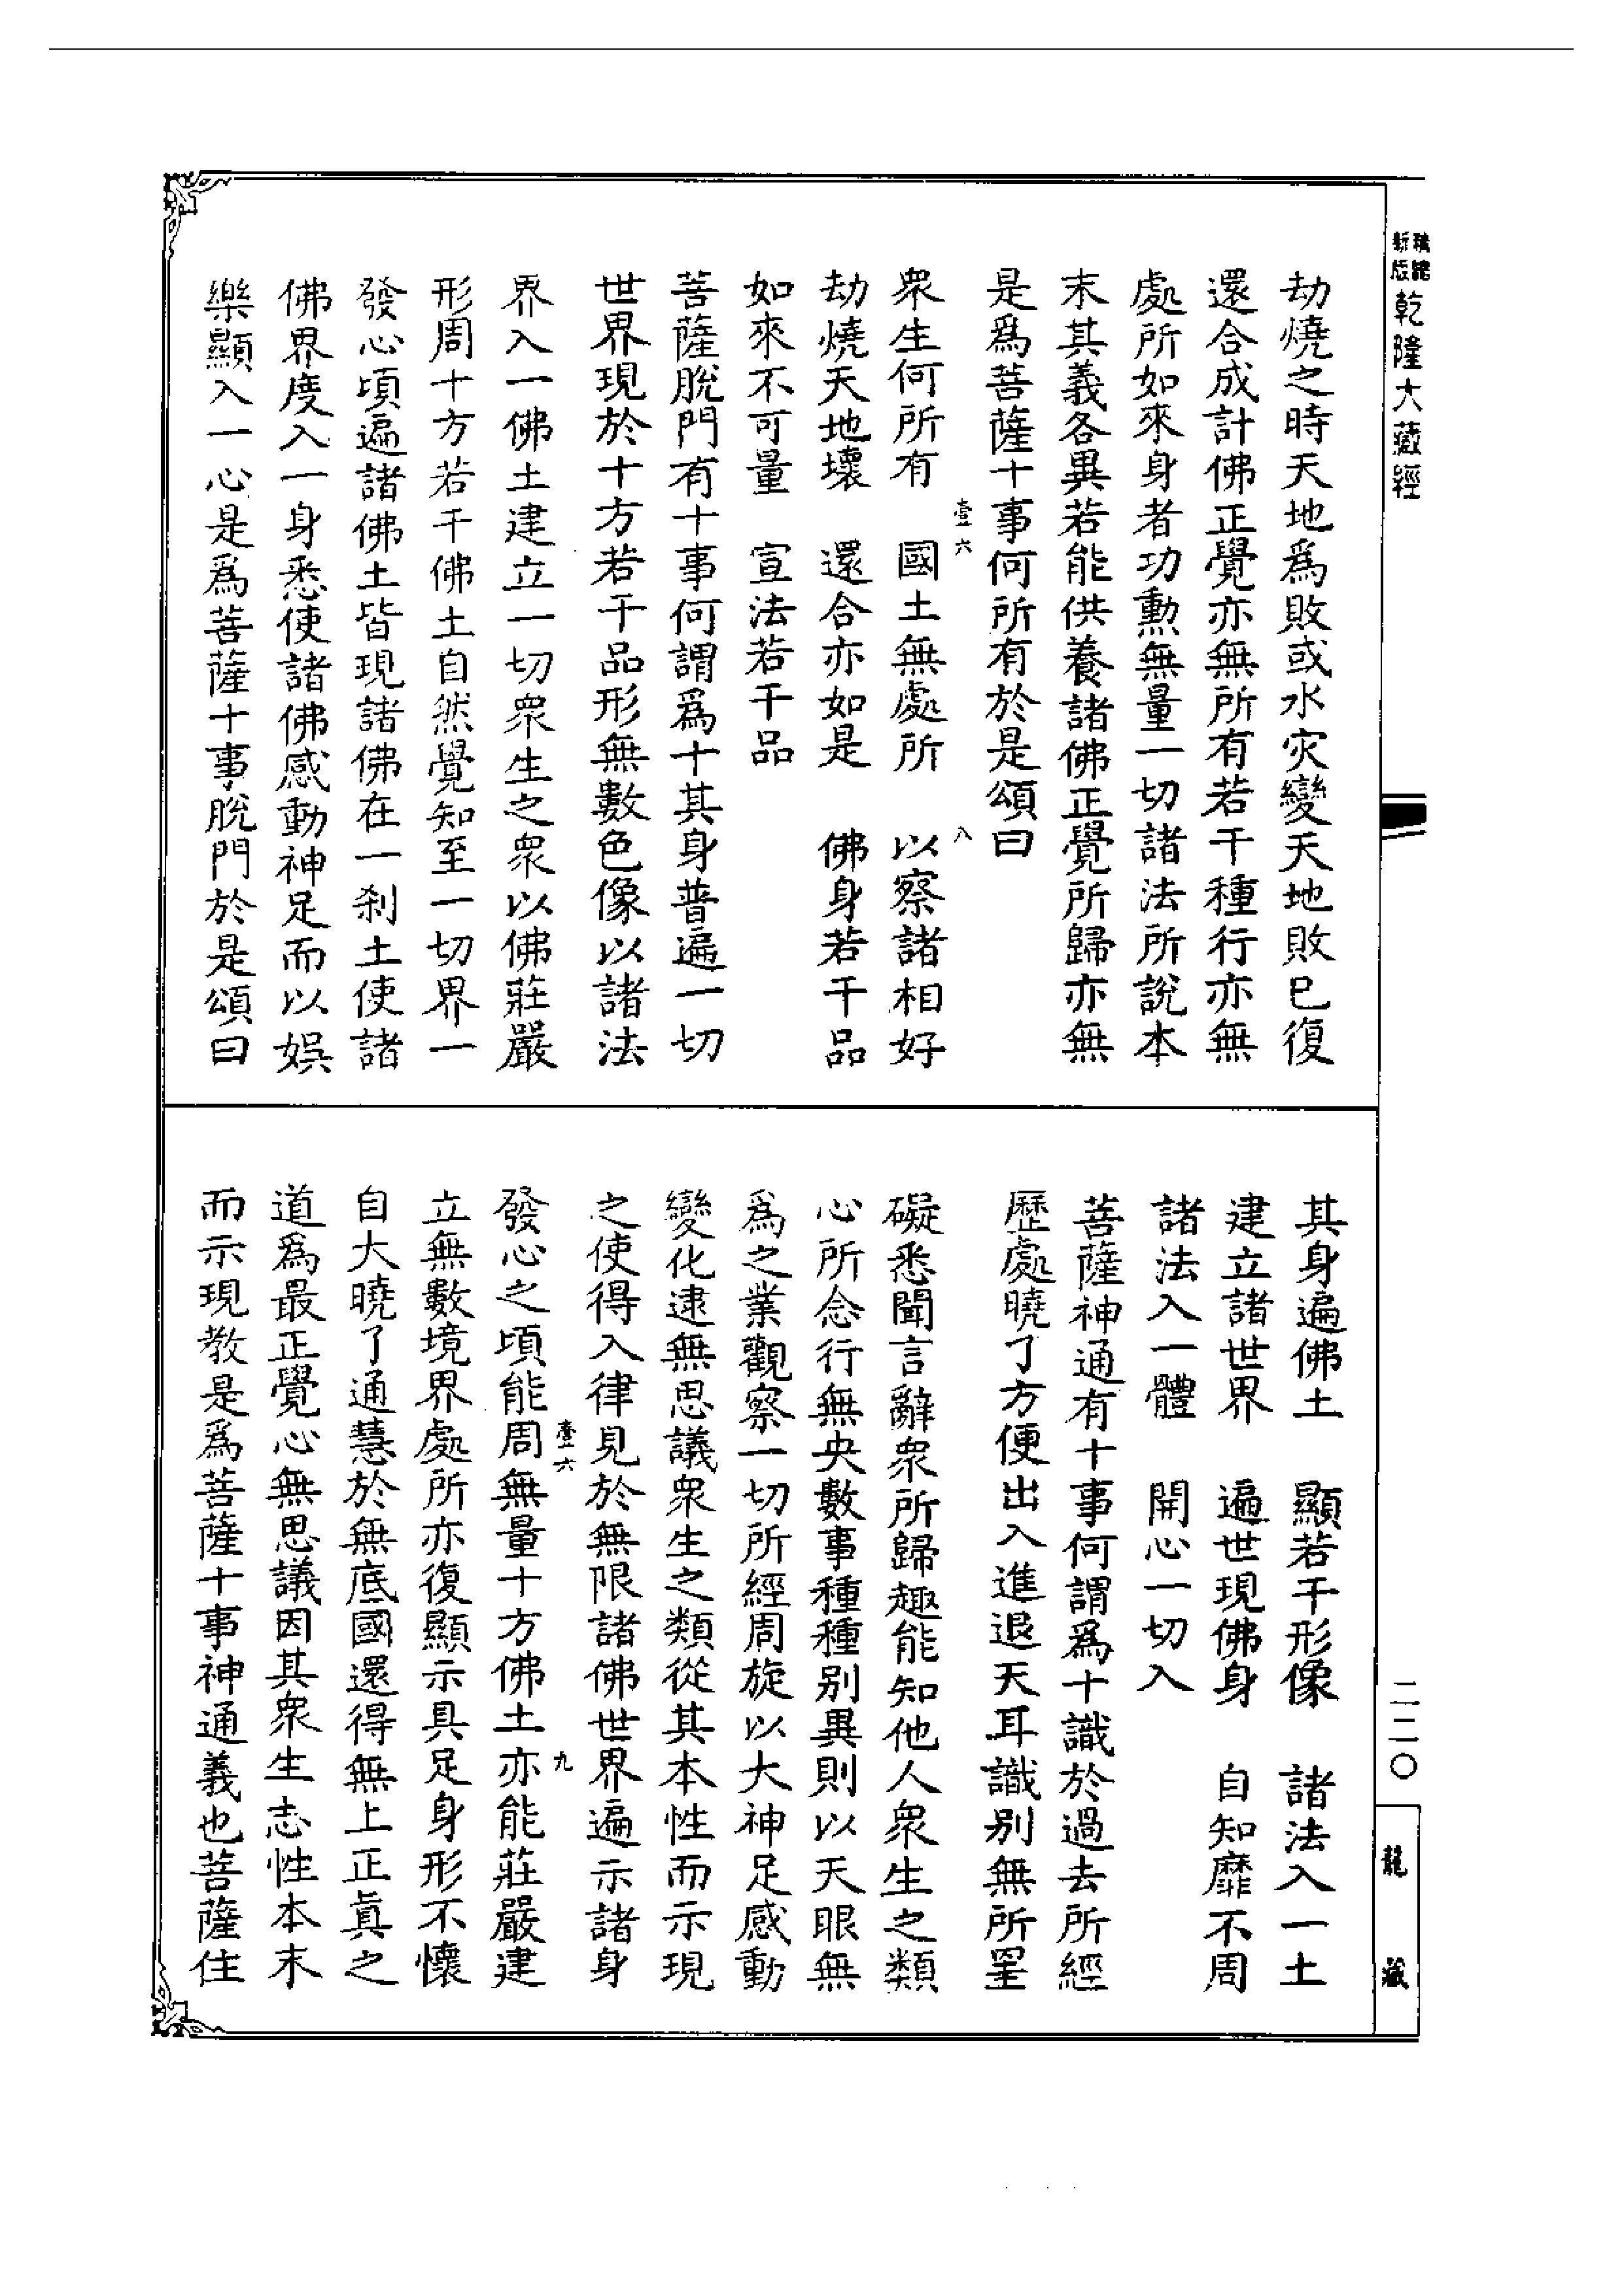 乾隆大藏經
劫燒之時天地爲敗或水灾變天地敗已復
還合成計佛正覺亦無所有若干種行亦無
處所如來身者功勲無量一切諸法所說本
末其義各異若能供養諸佛正覺所歸亦無
是爲菩薩十事何所有於是頌曰
壹六 八
衆生何所有 國土無處所 以察諸相好
劫燒天地壞 還合亦如是 佛身若干品
如來不可量 宣法若干品
菩薩脫門有十事何謂爲十其身普遍一切
世界現於十方若干品形無數色像以諸法
界入一佛土建立一切衆生之衆以佛莊嚴
形周十方若干佛土自然覺知至一切界一
發心頃遍諸佛土皆現諸佛在一刹土使諸
佛界度入一身悉使諸佛感動神足而以娛
樂顯入一心是爲菩薩十事脫門於是頌曰
其身遍佛土 顯若干形像 諸法入一土
建立諸世界 遍世現佛身 自知靡不周
諸法入一體 開心一切入
菩薩神通有十事何謂爲十識於過去所經
歷處曉了方便出入進退天耳識別無所罣
礙悉聞言辭衆所歸趣能知他人衆生之類
心所念行無央數事種種別異則以天眼無
爲之業觀察一切所經周旋以大神足感動
變化逮無思議衆生之類從其本性而示現
之使得入律見於無限諸佛世界遍示諸身
壹六 九
發心之頃能周無量十方佛土亦能莊嚴建
立無數境界處所亦復顯示具足身形不懷
自大曉了通慧於無底國還得無上正眞之
道爲最正覺心無思議因其衆生志性本末
而示現教是爲菩薩十事神通義也菩薩住
二二〇
龍藏